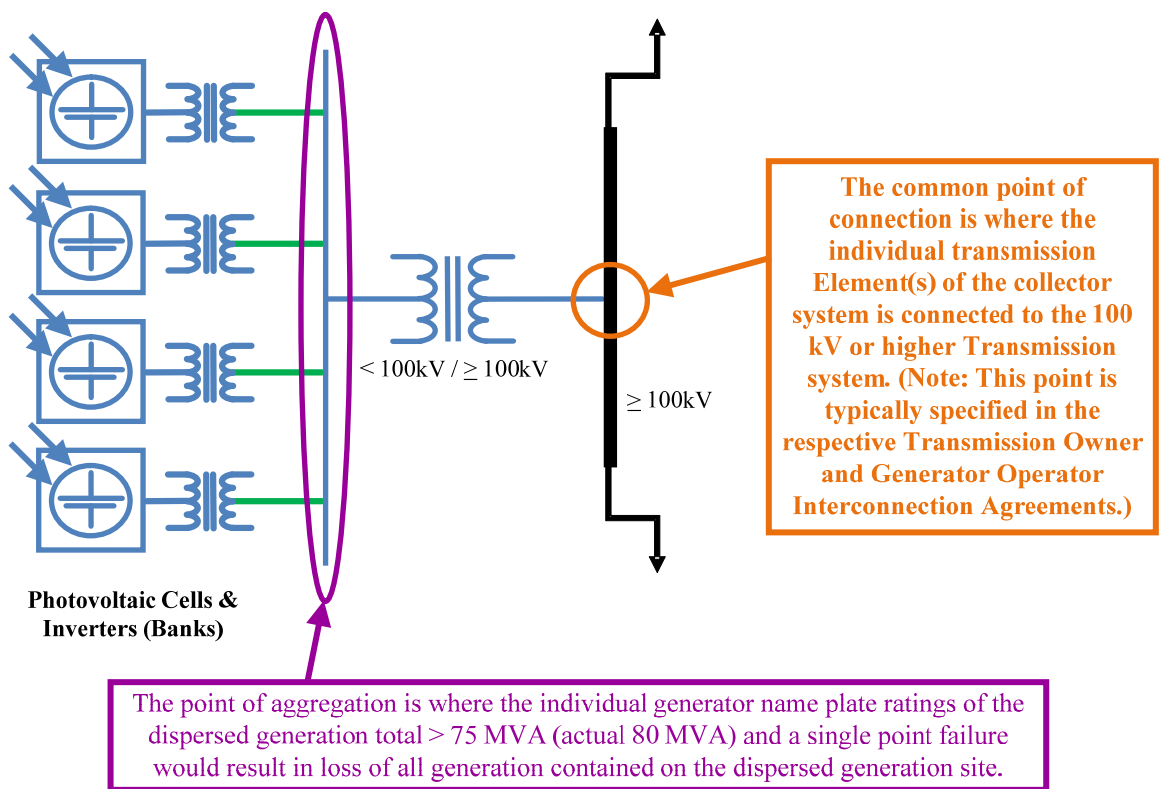 The common point of
connection is where the
individual transmission
Element(s) of the collector
system is connected to the 100
kV or higher Transmission
system. (Note: This point is
typically specified in the
respective Transmission Owner
and Generator Operator
Interconnection Agreements.)
< 100kV / ≥ 100kV
≥ 100kV
Photovoltaic Cells &
Inverters (Banks)
The point of aggregation is where the individual generator name plate ratings of the
dispersed generation total > 75 MVA (actual 80 MVA) and a single point failure
would result in loss of all generation contained on the dispersed generation site.